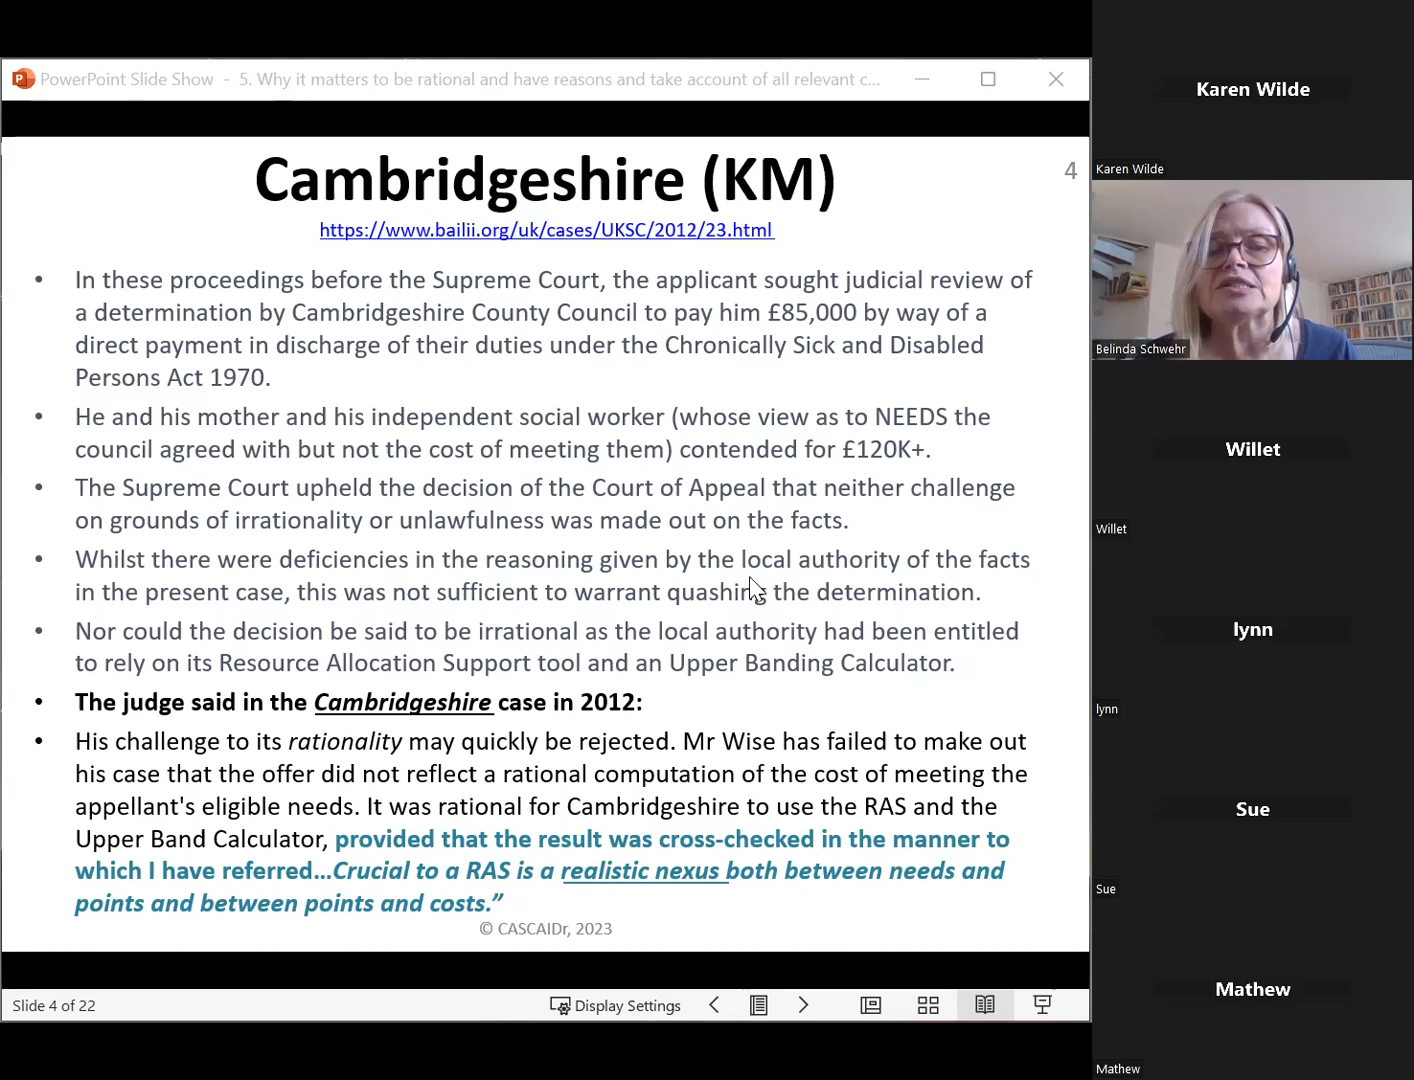 PowerPoint Slide Show - 5. Why it matters to be rational and have reasons and take account of all relevant c...
Cambridgeshire (KM)
4
https://www.bailii.org/uk/cases/UKSC/2012/23.html
• In these proceedings before the Supreme Court, the applicant sought judicial review of
a determination by Cambridgeshire County Council to pay him £85,000 by way of a
direct payment in discharge of their duties under the Chronically Sick and Disabled
Persons Act 1970.
• He and his mother and his independent social worker (whose view as to NEEDS the
council agreed with but not the cost of meeting them) contended for £120K+.
• The Supreme Court upheld the decision of the Court of Appeal that neither challenge
on grounds of irrationality or unlawfulness was made out on the facts.
• Whilst there were deficiencies in the reasoning given by the local authority of the facts
in the present case, this was not sufficient to warrant quashing the determination.
• Nor could the decision be said to be irrational as the local authority had been entitled
to rely on its Resource Allocation Support tool and an Upper Banding Calculator.
• The judge said in the Cambridgeshire case in 2012:
• His challenge to its rationality may quickly be rejected. Mr Wise has failed to make out
his case that the offer did not reflect a rational computation of the cost of meeting the
appellant's eligible needs. It was rational for Cambridgeshire to use the RAS and the
Upper Band Calculator, provided that the result was cross-checked in the manner to
which I have referred…Crucial to a RAS is a realistic nexus both between needs and
points and between points and costs.”
© CASCAIDr, 2023
Slide 4 of 22
Display Settings
Karen Wilde
Karen Wilde
Belinda Schwehr
Willet
Willet
lynn
lynn
Sue
Sue
Mathew
Mathew